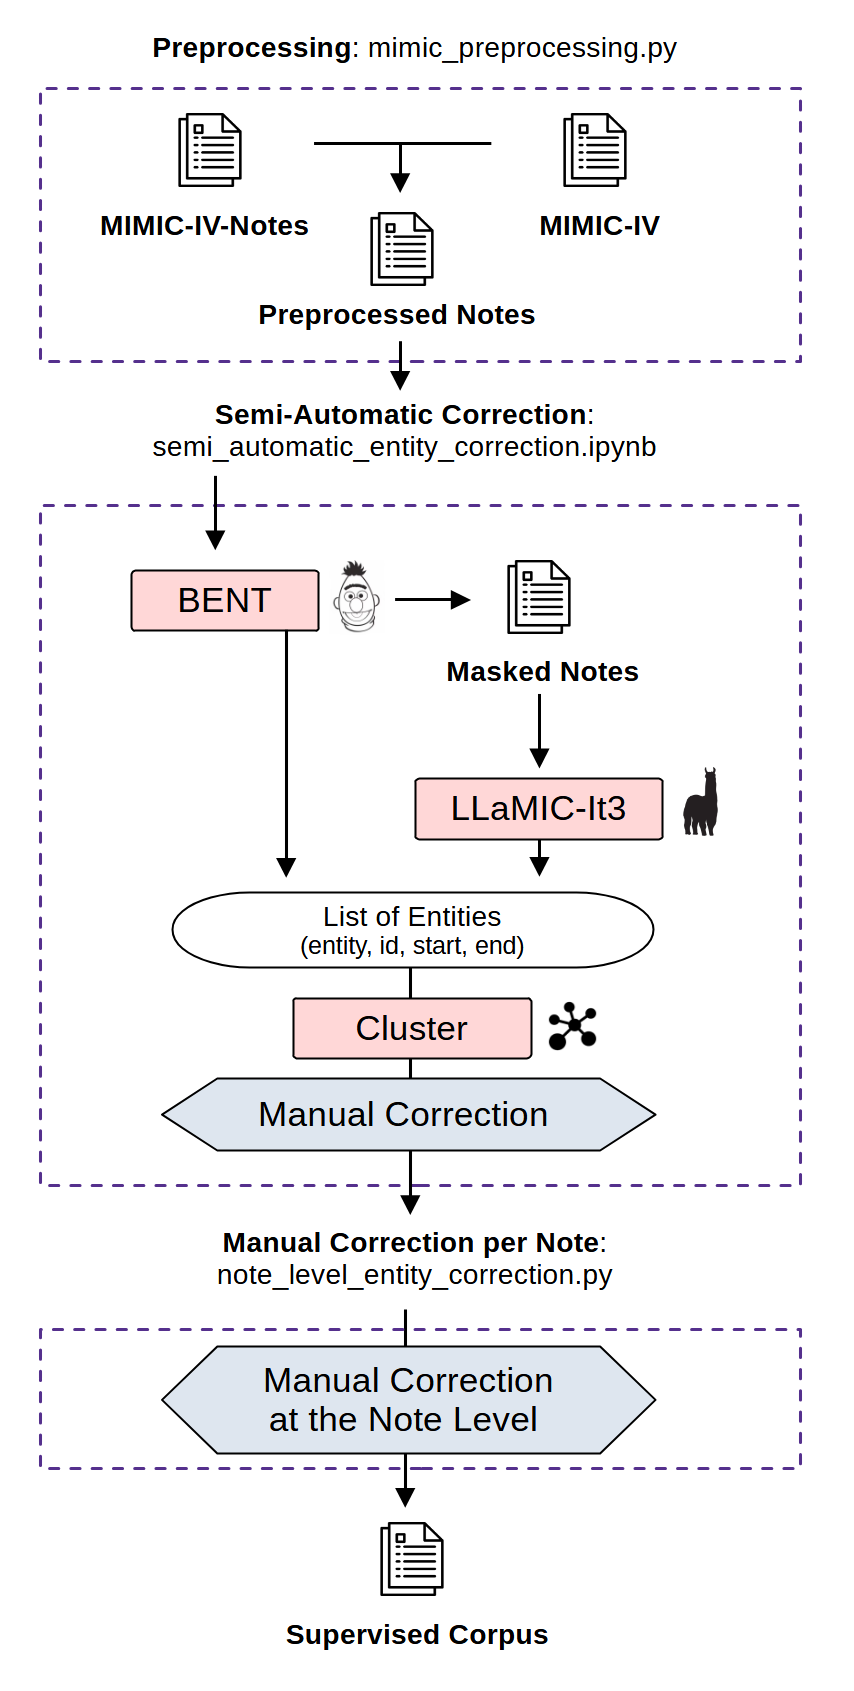 Preprocessing: mimic_preprocessing.py
MIMIC-IV-Notes
MIMIC-IV
Preprocessed Notes
Semi-Automatic Correction:
semi_automatic_entity_correction.ipynb
BENT
Masked Notes
LLaMIC-It3
List of Entities
(entity, id, start, end)
Cluster
Manual Correction
Manual Correction per Note:
note_level_entity_correction.py
Manual Correction
at the Note Level
Supervised Corpus